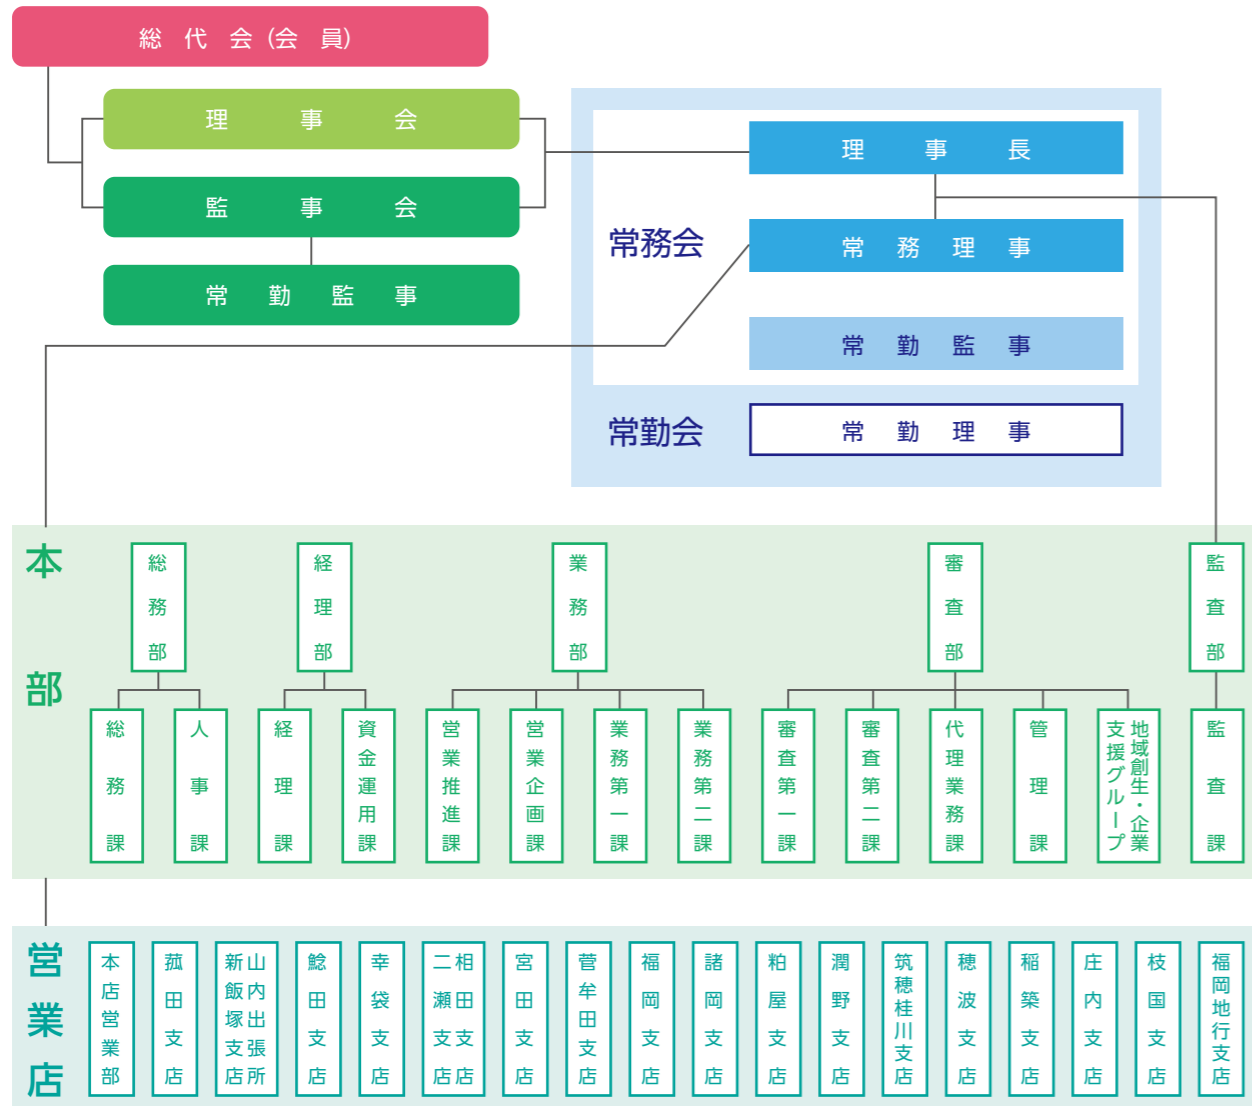 総代会(会員)
理事会
監事会
常勤監事
常務会
理事長
常務理事
常勤監事
常勤会
常勤理事
本部
総務部
経理部
業務部
審査部
監査部
総務課
人事課
経理課
資金運用課
営業推進課
営業企画課
業務第一課
業務第二課
審査第一課
審査第二課
代理業務課
管理課
地域創生・企業
支援グループ
監査課
営業店
本店営業部
菰田支店
山内出張所
新飯塚支店
鯰田支店
幸袋支店
相田支店
二瀬支店
宮田支店
菅牟田支店
福岡支店
諸岡支店
粕屋支店
潤野支店
筑穂桂川支店
穂波支店
稲築支店
庄内支店
枝国支店
福岡地行支店